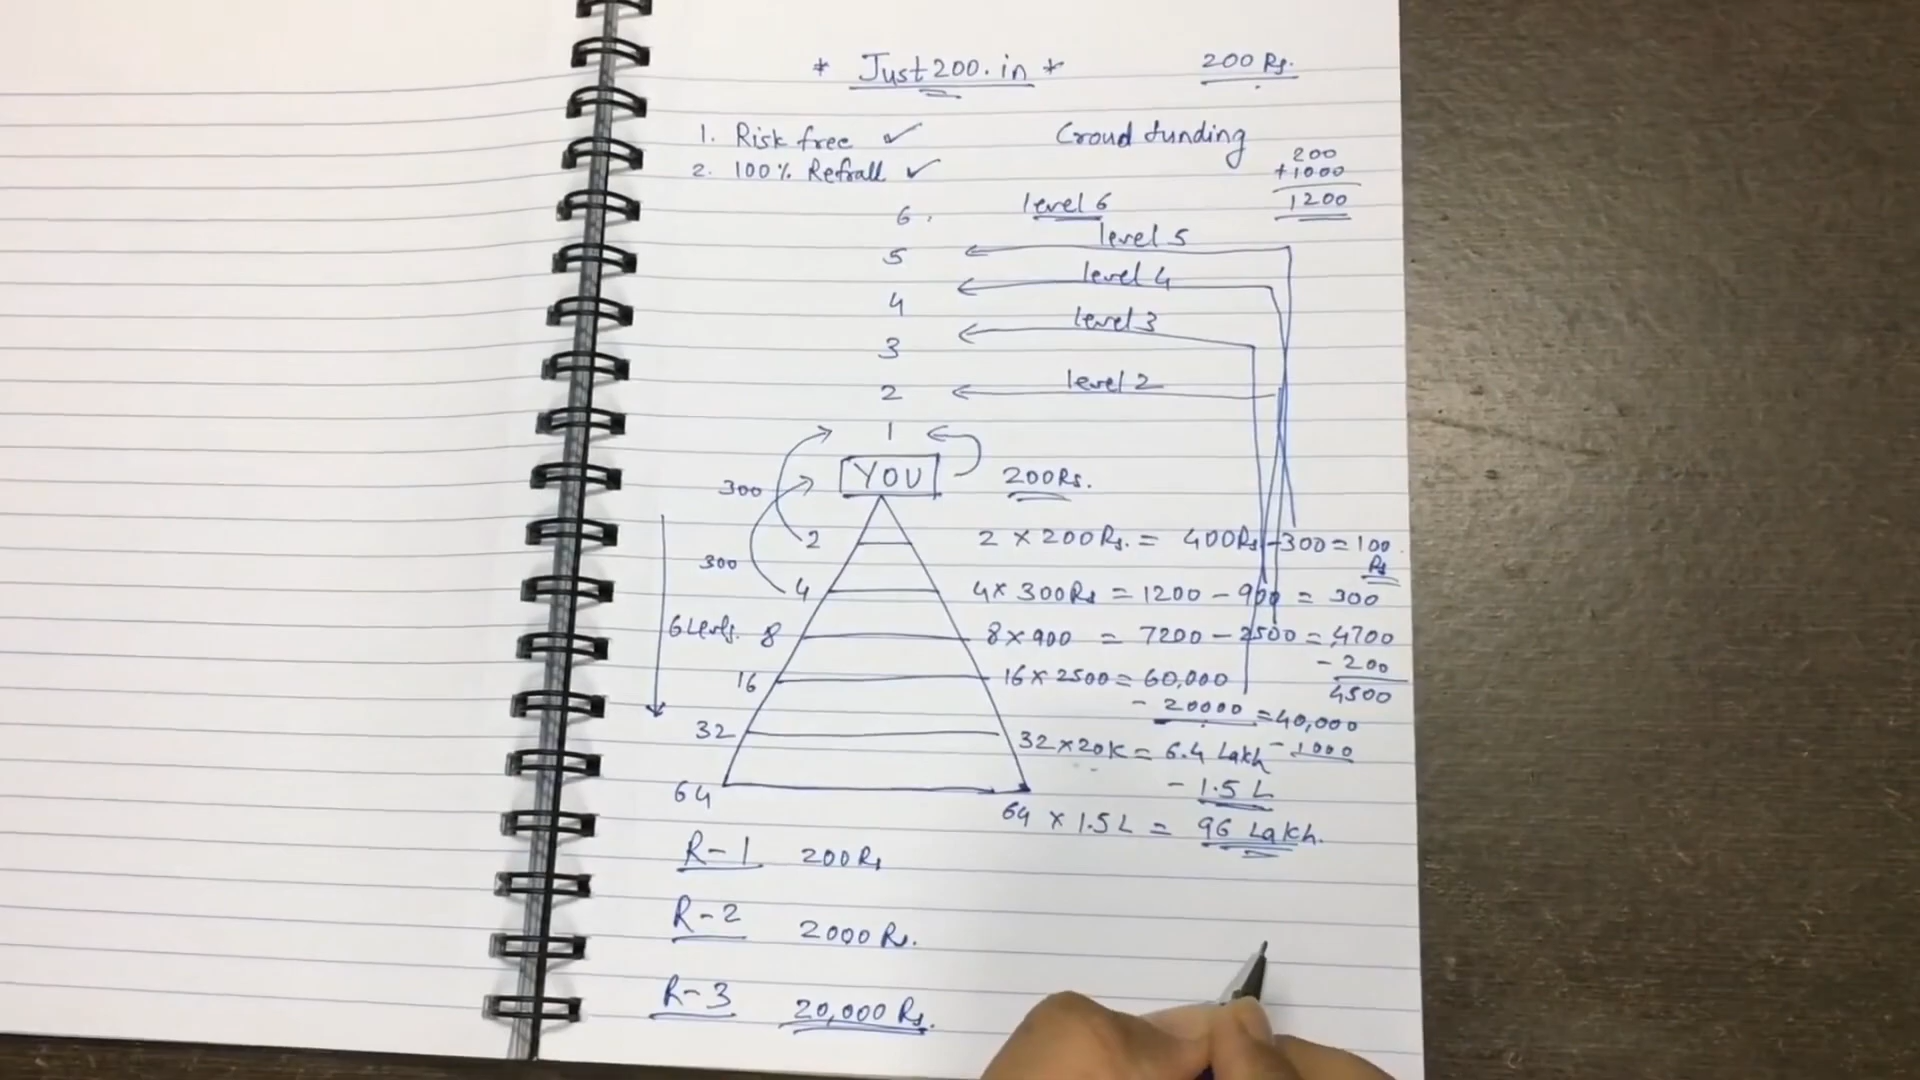 * Just200.in *
200 Rs.
1. Risk free ✓
Croud funding
2. 100% Refrall ✓
200
+1000
1200
6. level 6
5 level 5
4 level 4
3 level 3
2 level 2
1
YOU
200Rs.
300
300
2
2 × 200Rs. = 400Rs - 300 = 100
Rs
4
4 × 300Rs = 1200 - 900 = 300
8
8 × 900 = 7200 - 2500 = 4700
- 200
4500
16
16 × 2500 = 60,000
- 20000 = 40,000
- 1000
32
32 × 20K = 6.4 Lakh
- 1.5 L
64
64 × 1.5L = 96 Lakh.
R-1 200Rs
R-2 2000 Rs.
R-3 20,000 Rs.